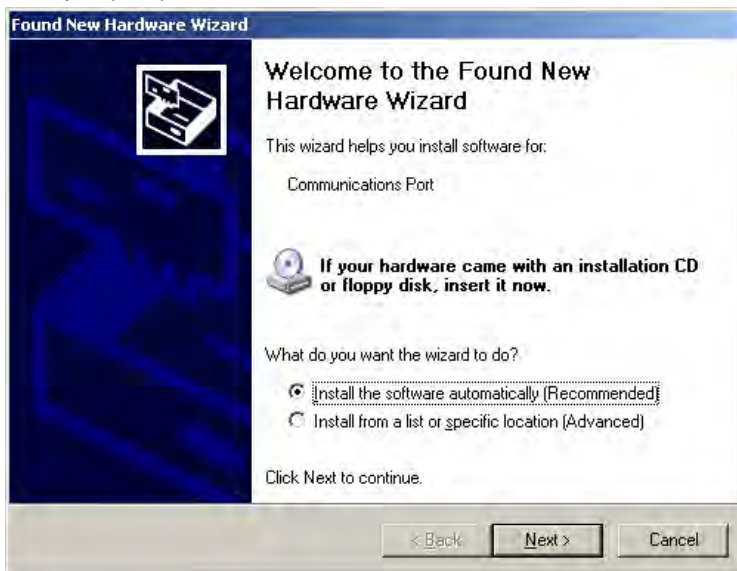 Found New Hardware Wizard
Welcome to the Found New
Hardware Wizard
This wizard helps you install software for:
Communications Port
If your hardware came with an installation CD
or floppy disk, insert it now.
What do you want the wizard to do?
Install the software automatically (Recommended)
Install from a list or specific location (Advanced)
Click Next to continue.
< Back Next > Cancel